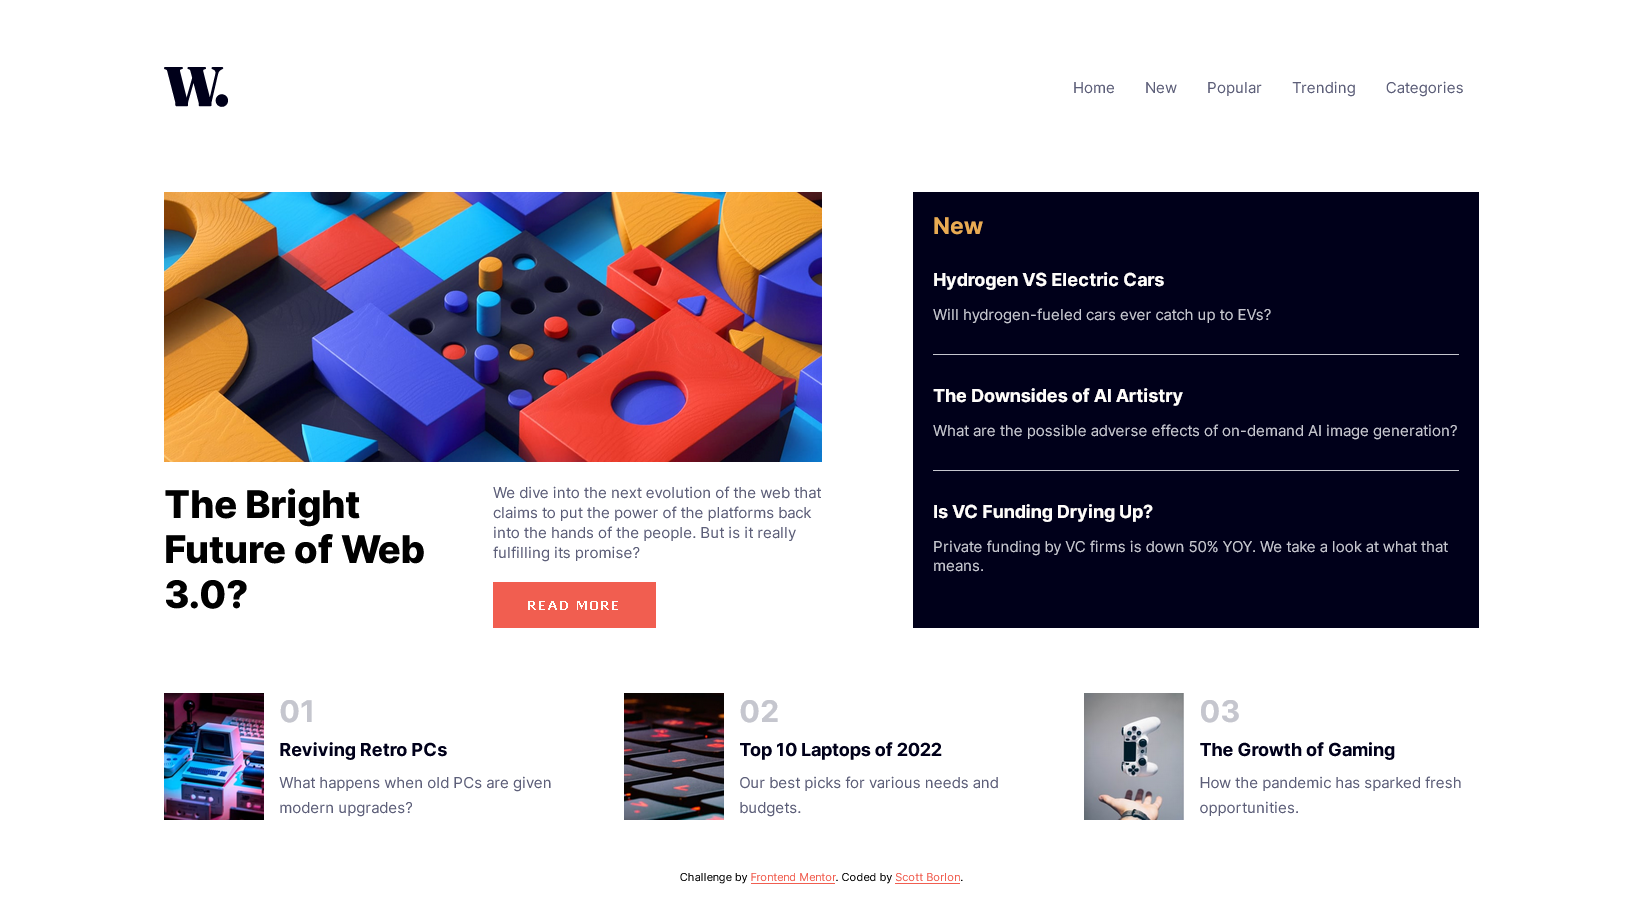 W.
Home New Popular Trending Categories
The Bright
Future of Web
3.0?
We dive into the next evolution of the web that
claims to put the power of the platforms back
into the hands of the people. But is it really
fulfilling its promise?
READ MORE
New
Hydrogen VS Electric Cars
Will hydrogen-fueled cars ever catch up to EVs?
The Downsides of AI Artistry
What are the possible adverse effects of on-demand AI image generation?
Is VC Funding Drying Up?
Private funding by VC firms is down 50% YOY. We take a look at what that
means.
01
Reviving Retro PCs
What happens when old PCs are given
modern upgrades?
02
Top 10 Laptops of 2022
Our best picks for various needs and
budgets.
03
The Growth of Gaming
How the pandemic has sparked fresh
opportunities.
Challenge by Frontend Mentor. Coded by Scott Borlon.